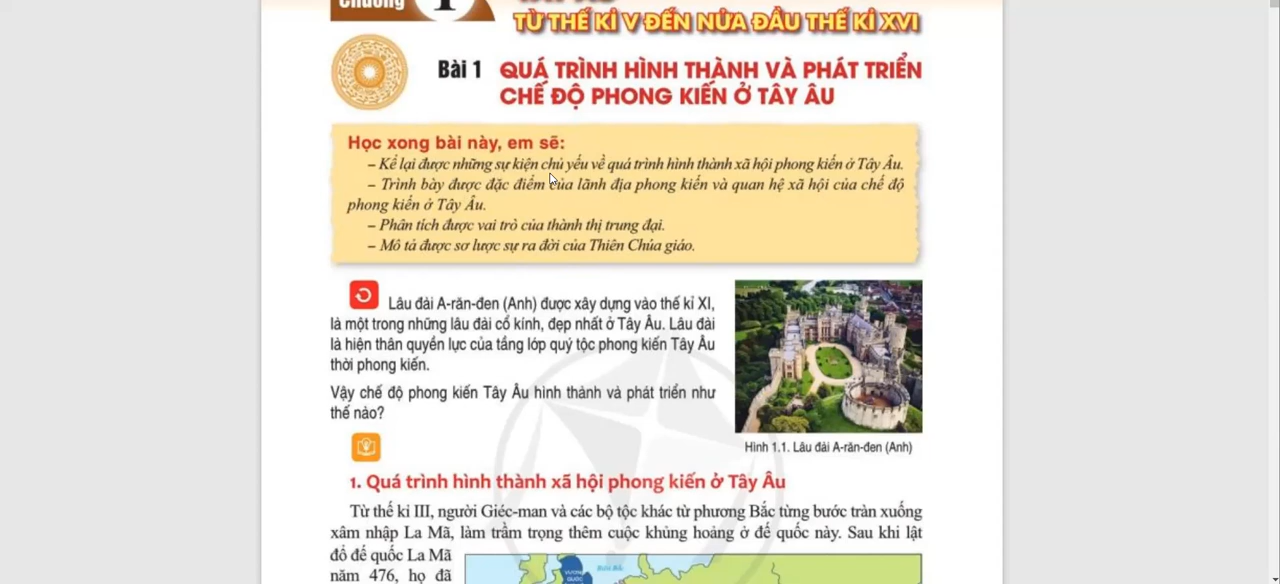 Chương 1
TỪ THẾ KỈ V ĐẾN NỬA ĐẦU THẾ KỈ XVI
Bài 1 QUÁ TRÌNH HÌNH THÀNH VÀ PHÁT TRIỂN
CHẾ ĐỘ PHONG KIẾN Ở TÂY ÂU
Học xong bài này, em sẽ:
– Kể lại được những sự kiện chủ yếu về quá trình hình thành xã hội phong kiến ở Tây Âu.
– Trình bày được đặc điểm của lãnh địa phong kiến và quan hệ xã hội của chế độ
phong kiến ở Tây Âu.
– Phân tích được vai trò của thành thị trung đại.
– Mô tả được sơ lược sự ra đời của Thiên Chúa giáo.
Lâu đài A-răn-đen (Anh) được xây dựng vào thế kỉ XI,
là một trong những lâu đài cổ kính, đẹp nhất ở Tây Âu. Lâu đài
là hiện thân quyền lực của tầng lớp quý tộc phong kiến Tây Âu
thời phong kiến.
Vậy chế độ phong kiến Tây Âu hình thành và phát triển như
thế nào?
Hình 1.1. Lâu đài A-răn-đen (Anh)
1. Quá trình hình thành xã hội phong kiến ở Tây Âu
Từ thế kỉ III, người Giéc-man và các bộ tộc khác từ phương Bắc từng bước tràn xuống
xâm nhập La Mã, làm trầm trọng thêm cuộc khủng hoảng ở đế quốc này. Sau khi lật
đổ đế quốc La Mã
năm 476, họ đã
VƯƠNG
QUỐC